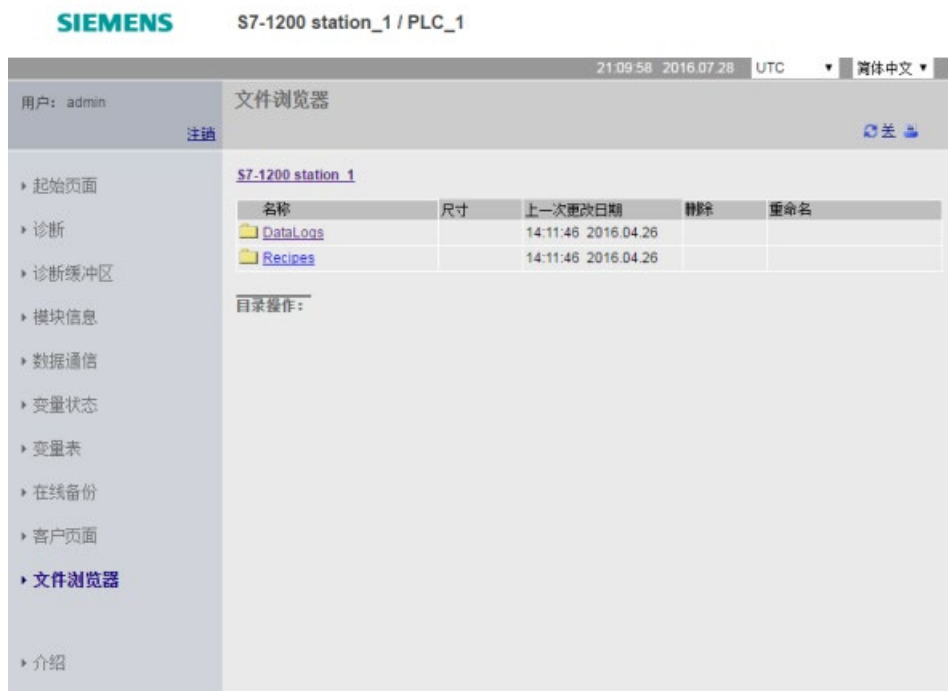 SIEMENS S7-1200 station_1 / PLC_1
21:09:58 2016.07.28 UTC 简体中文
用户: admin
注销
文件浏览器
关
起始页面
诊断
诊断缓冲区
模块信息
数据通信
变量状态
变量表
在线备份
客户页面
文件浏览器
介绍
S7-1200 station_1
名称 尺寸 上一次更改日期 删除 重命名
DataLogs 14:11:46 2016.04.26
Recipes 14:11:46 2016.04.26
目录操作: